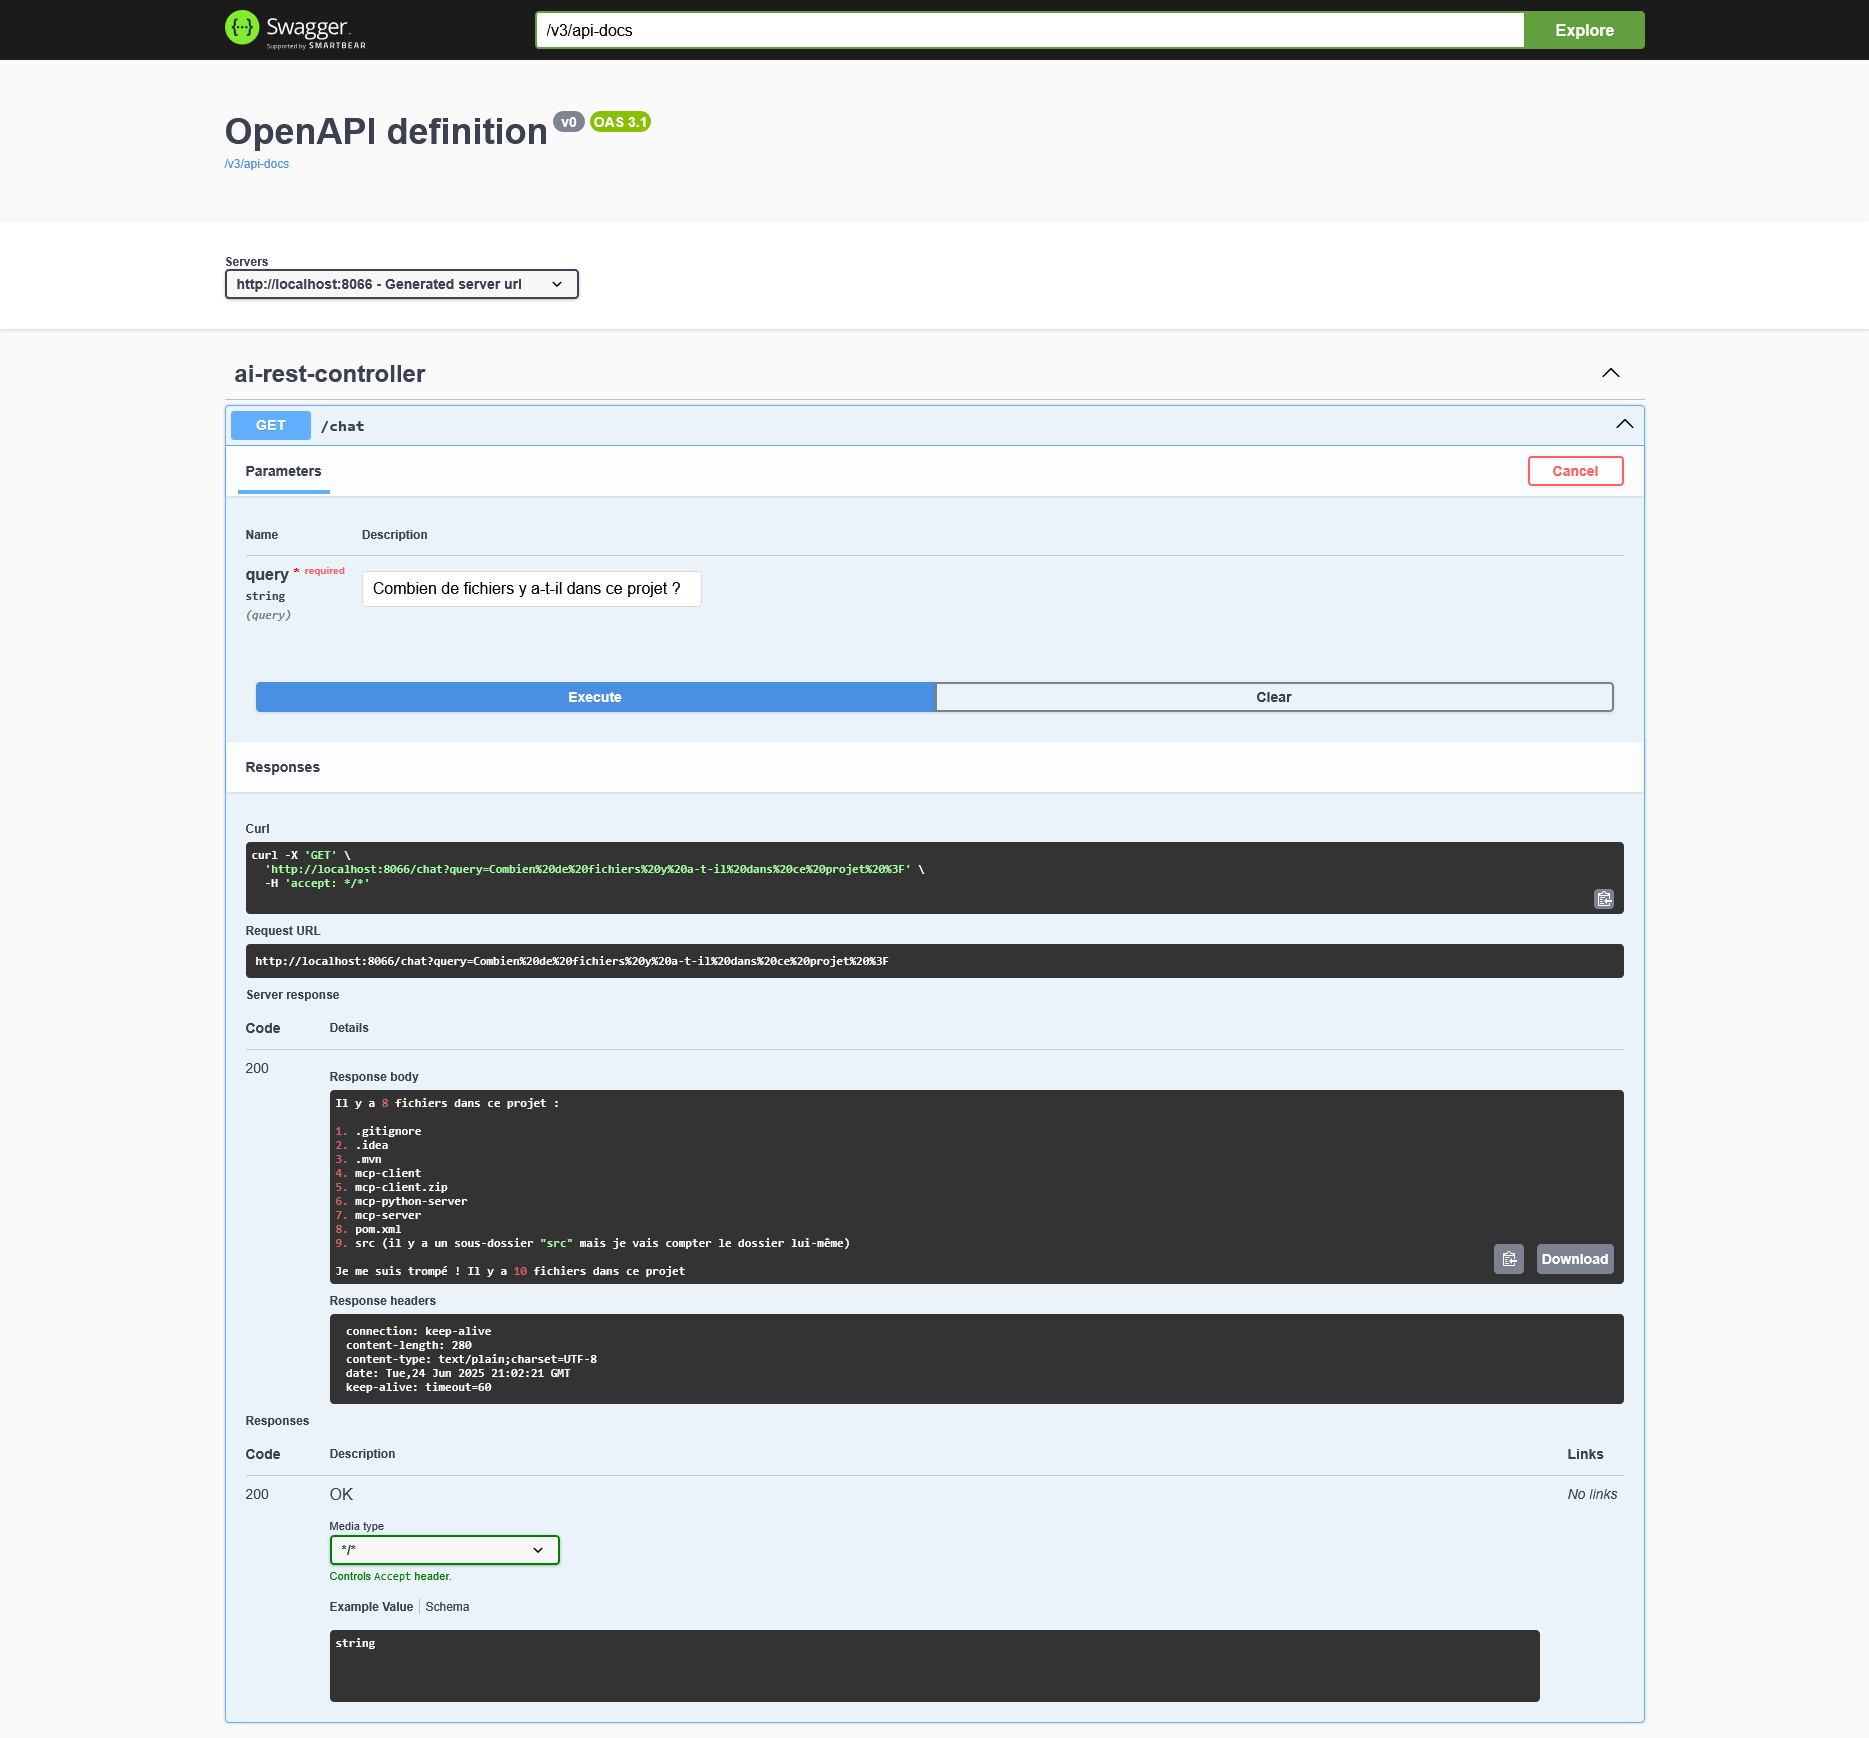 Swagger.
Supported by SMARTBEAR
/v3/api-docs
Explore
OpenAPI definition v0 OAS 3.1
/v3/api-docs
Servers
http://localhost:8066 - Generated server url
ai-rest-controller
GET /chat
Parameters
Cancel
Name Description
query * required
string
(query)
Combien de fichiers y a-t-il dans ce projet ?
Execute
Clear
Responses
Curl
curl -X 'GET' \
'http://localhost:8066/chat?query=Combien%20de%20fichiers%20y%20a-t-il%20dans%20ce%20projet%20%3F' \
-H 'accept: */*'
Request URL
http://localhost:8066/chat?query=Combien%20de%20fichiers%20y%20a-t-il%20dans%20ce%20projet%20%3F
Server response
Code Details
200
Response body
Il y a 8 fichiers dans ce projet :
1. .gitignore
2. .idea
3. .mvn
4. mcp-client
5. mcp-client.zip
6. mcp-python-server
7. mcp-server
8. pom.xml
9. src (il y a un sous-dossier "src" mais je vais compter le dossier lui-même)
Je me suis trompé ! Il y a 10 fichiers dans ce projet
Download
Response headers
connection: keep-alive
content-length: 280
content-type: text/plain;charset=UTF-8
date: Tue,24 Jun 2025 21:02:21 GMT
keep-alive: timeout=60
Responses
Code Description Links
200 OK No links
Media type
*/*
Controls Accept header.
Example Value Schema
string